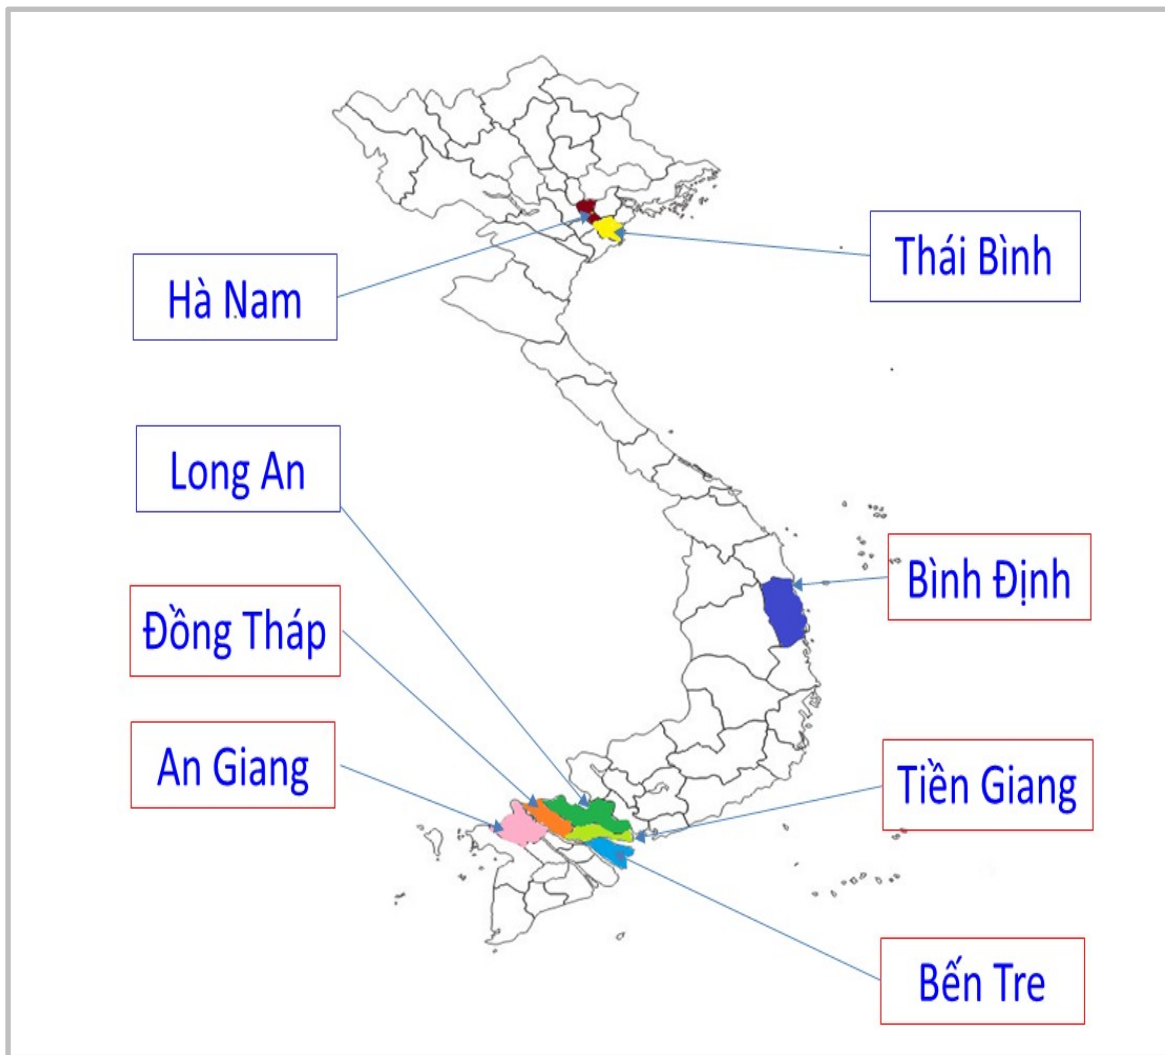 Thái Bình
Hà Nam
Long An
Bình Định
Đồng Tháp
An Giang
Tiền Giang
Bến Tre